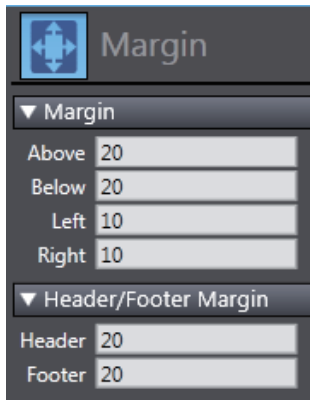 Margin
▼ Margin
Above 20
Below 20
Left 10
Right 10
▼ Header/Footer Margin
Header 20
Footer 20